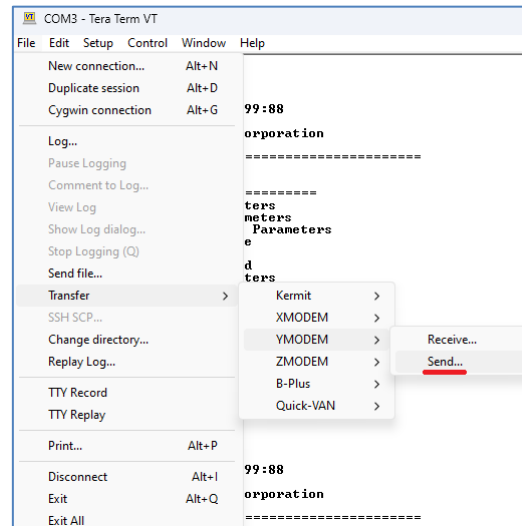 COM3 - Tera Term VT
File Edit Setup Control Window Help
New connection... Alt+N
Duplicate session Alt+D
Cygwin connection Alt+G
Log...
Pause Logging
Comment to Log...
View Log
Show Log dialog...
Stop Logging (Q)
Send file...
Transfer >
SSH SCP...
Change directory...
Replay Log...
TTY Record
TTY Replay
Print... Alt+P
Disconnect Alt+I
Exit Alt+Q
Exit All
Kermit >
XMODEM >
YMODEM >
ZMODEM >
B-Plus >
Quick-VAN >
Receive...
Send...
99:88
orporation
======================
=========
ters
meters
Parameters
e
d
ters
99:88
orporation
======================